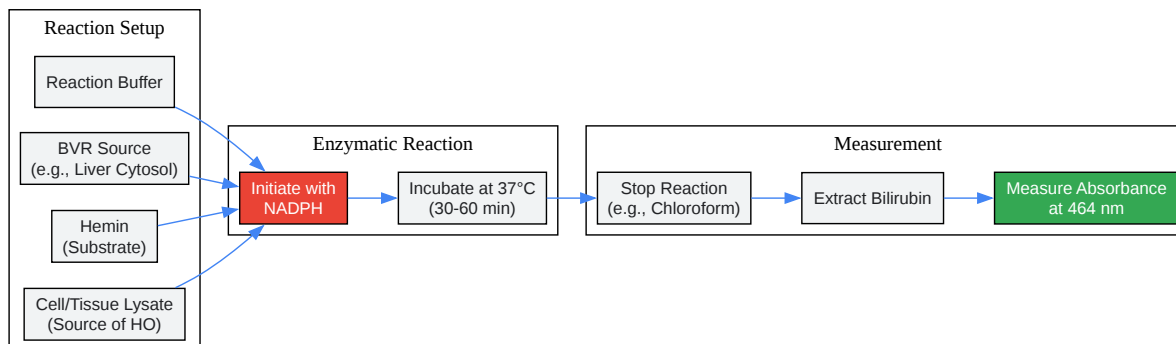 Reaction Setup
Reaction Buffer
BVR Source
(e.g., Liver Cytosol)
Hemin
(Substrate)
Cell/Tissue Lysate
(Source of HO)
Enzymatic Reaction
Initiate with
NADPH
Incubate at 37°C
(30-60 min)
Measurement
Stop Reaction
(e.g., Chloroform)
Extract Bilirubin
Measure Absorbance
at 464 nm